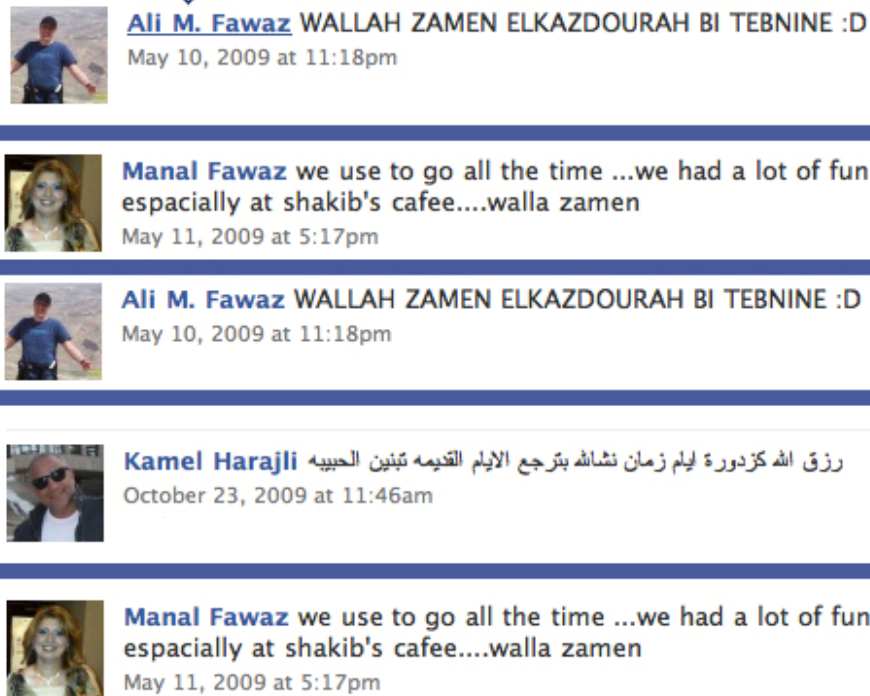 Ali M. Fawaz WALLAH ZAMEN ELKAZDOURAH BI TEBNINE :D
May 10, 2009 at 11:18pm
Manal Fawaz we use to go all the time ...we had a lot of fun
espacially at shakib's cafee....walla zamen
May 11, 2009 at 5:17pm
Ali M. Fawaz WALLAH ZAMEN ELKAZDOURAH BI TEBNINE :D
May 10, 2009 at 11:18pm
Kamel Harajli رزق الله كزدورة ايام زمان نشالله بترجع الايام القديمه تبنين الحبيبه
October 23, 2009 at 11:46am
Manal Fawaz we use to go all the time ...we had a lot of fun
espacially at shakib's cafee....walla zamen
May 11, 2009 at 5:17pm